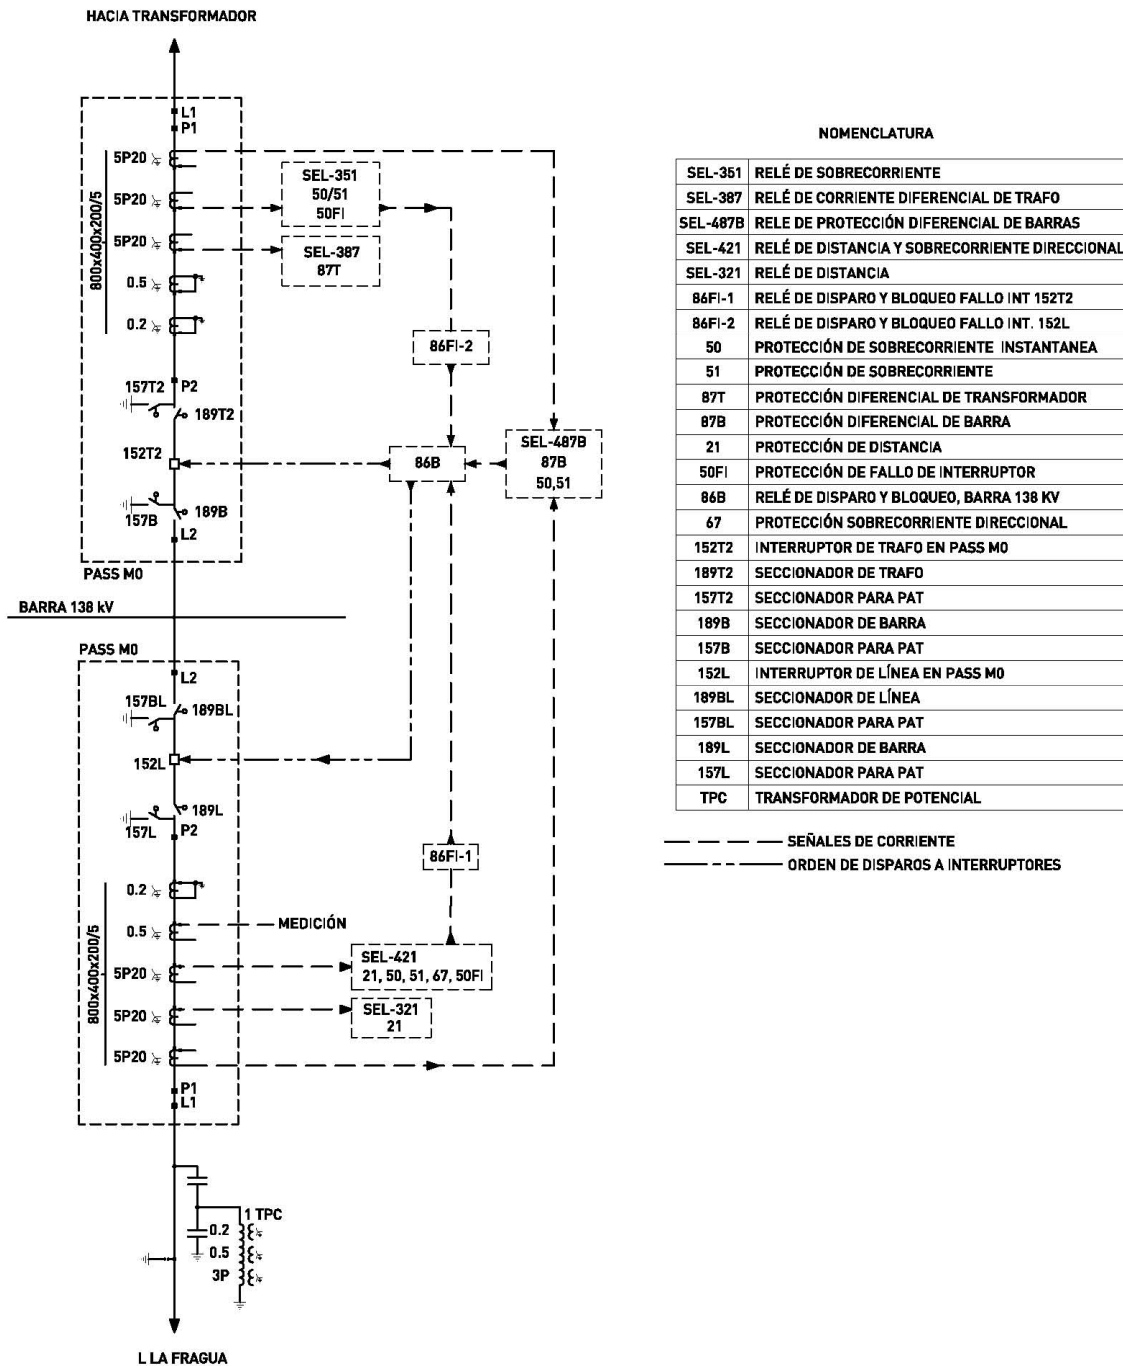 HACIA TRANSFORMADOR
L1
P1
5P20
5P20
5P20
0.5
0.2
800x400x200/5
SEL-351
50/51
50FI
SEL-387
87T
86FI-2
157T2
P2
189T2
152T2
86B
SEL-487B
87B
50,51
157B
189B
L2
PASS M0
BARRA 138 kV
PASS M0
L2
157BL
189BL
152L
157L
189L
P2
86FI-1
0.2
0.5
MEDICIÓN
5P20
SEL-421
21, 50, 51, 67, 50FI
5P20
SEL-321
21
5P20
800x400x200/5
P1
L1
1 TPC
0.2
0.5
3P
L LA FRAGUA
NOMENCLATURA
SEL-351 RELÉ DE SOBRECORRIENTE
SEL-387 RELÉ DE CORRIENTE DIFERENCIAL DE TRAFO
SEL-487B RELE DE PROTECCIÓN DIFERENCIAL DE BARRAS
SEL-421 RELÉ DE DISTANCIA Y SOBRECORRIENTE DIRECCIONAL
SEL-321 RELÉ DE DISTANCIA
86FI-1 RELÉ DE DISPARO Y BLOQUEO FALLO INT 152T2
86FI-2 RELÉ DE DISPARO Y BLOQUEO FALLO INT. 152L
50 PROTECCIÓN DE SOBRECORRIENTE INSTANTANEA
51 PROTECCIÓN DE SOBRECORRIENTE
87T PROTECCIÓN DIFERENCIAL DE TRANSFORMADOR
87B PROTECCIÓN DIFERENCIAL DE BARRA
21 PROTECCIÓN DE DISTANCIA
50FI PROTECCIÓN DE FALLO DE INTERRUPTOR
86B RELÉ DE DISPARO Y BLOQUEO, BARRA 138 KV
67 PROTECCIÓN SOBRECORRIENTE DIRECCIONAL
152T2 INTERRUPTOR DE TRAFO EN PASS M0
189T2 SECCIONADOR DE TRAFO
157T2 SECCIONADOR PARA PAT
189B SECCIONADOR DE BARRA
157B SECCIONADOR PARA PAT
152L INTERRUPTOR DE LÍNEA EN PASS M0
189BL SECCIONADOR DE LÍNEA
157BL SECCIONADOR PARA PAT
189L SECCIONADOR DE BARRA
157L SECCIONADOR PARA PAT
TPC TRANSFORMADOR DE POTENCIAL
SEÑALES DE CORRIENTE
ORDEN DE DISPAROS A INTERRUPTORES